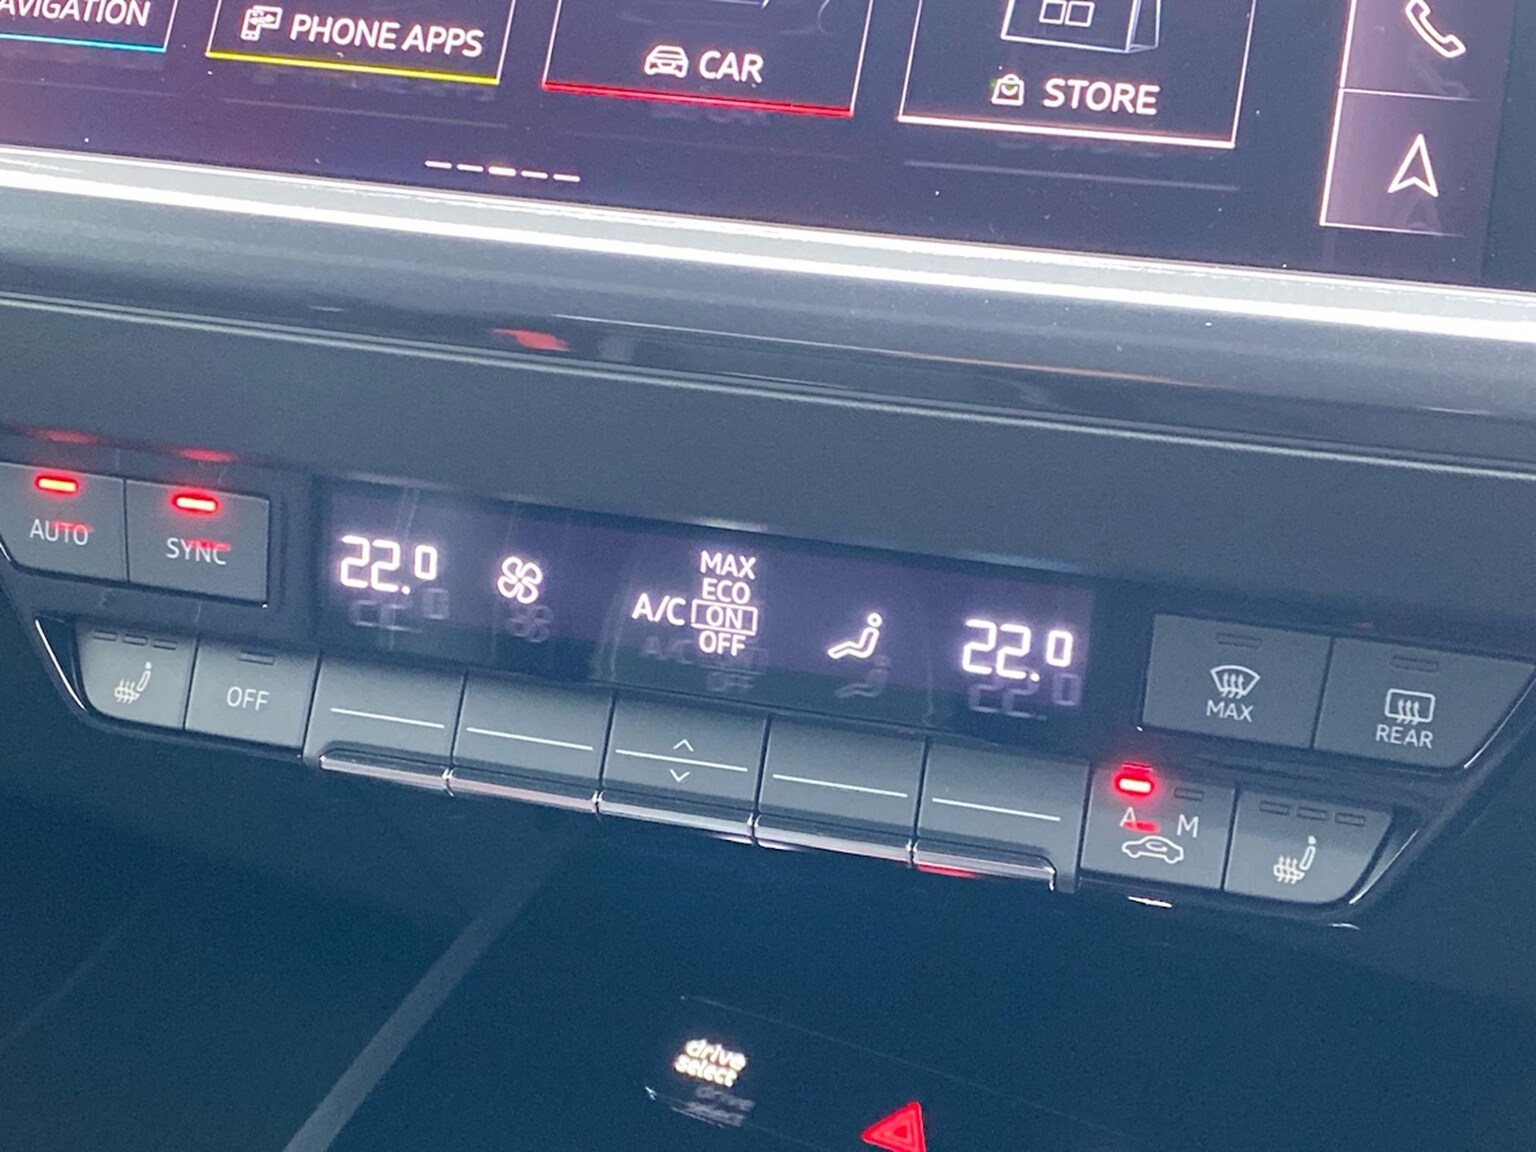 AVIGATION
PHONE APPS
CAR
STORE
AUTO
SYNC
22.0
A/C
MAX
ECO
ON
OFF
22.0
OFF
MAX
REAR
A M
drive
select